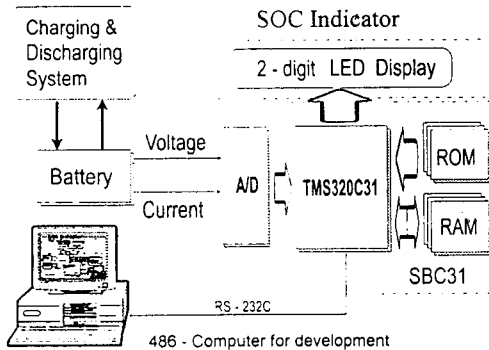 SOC Indicator
Charging &
Discharging
System
2 - digit LED Display
Voltage
Battery
A/D
TMS320C31
ROM
Current
RAM
SBC31
RS - 232C
486 - Computer for development